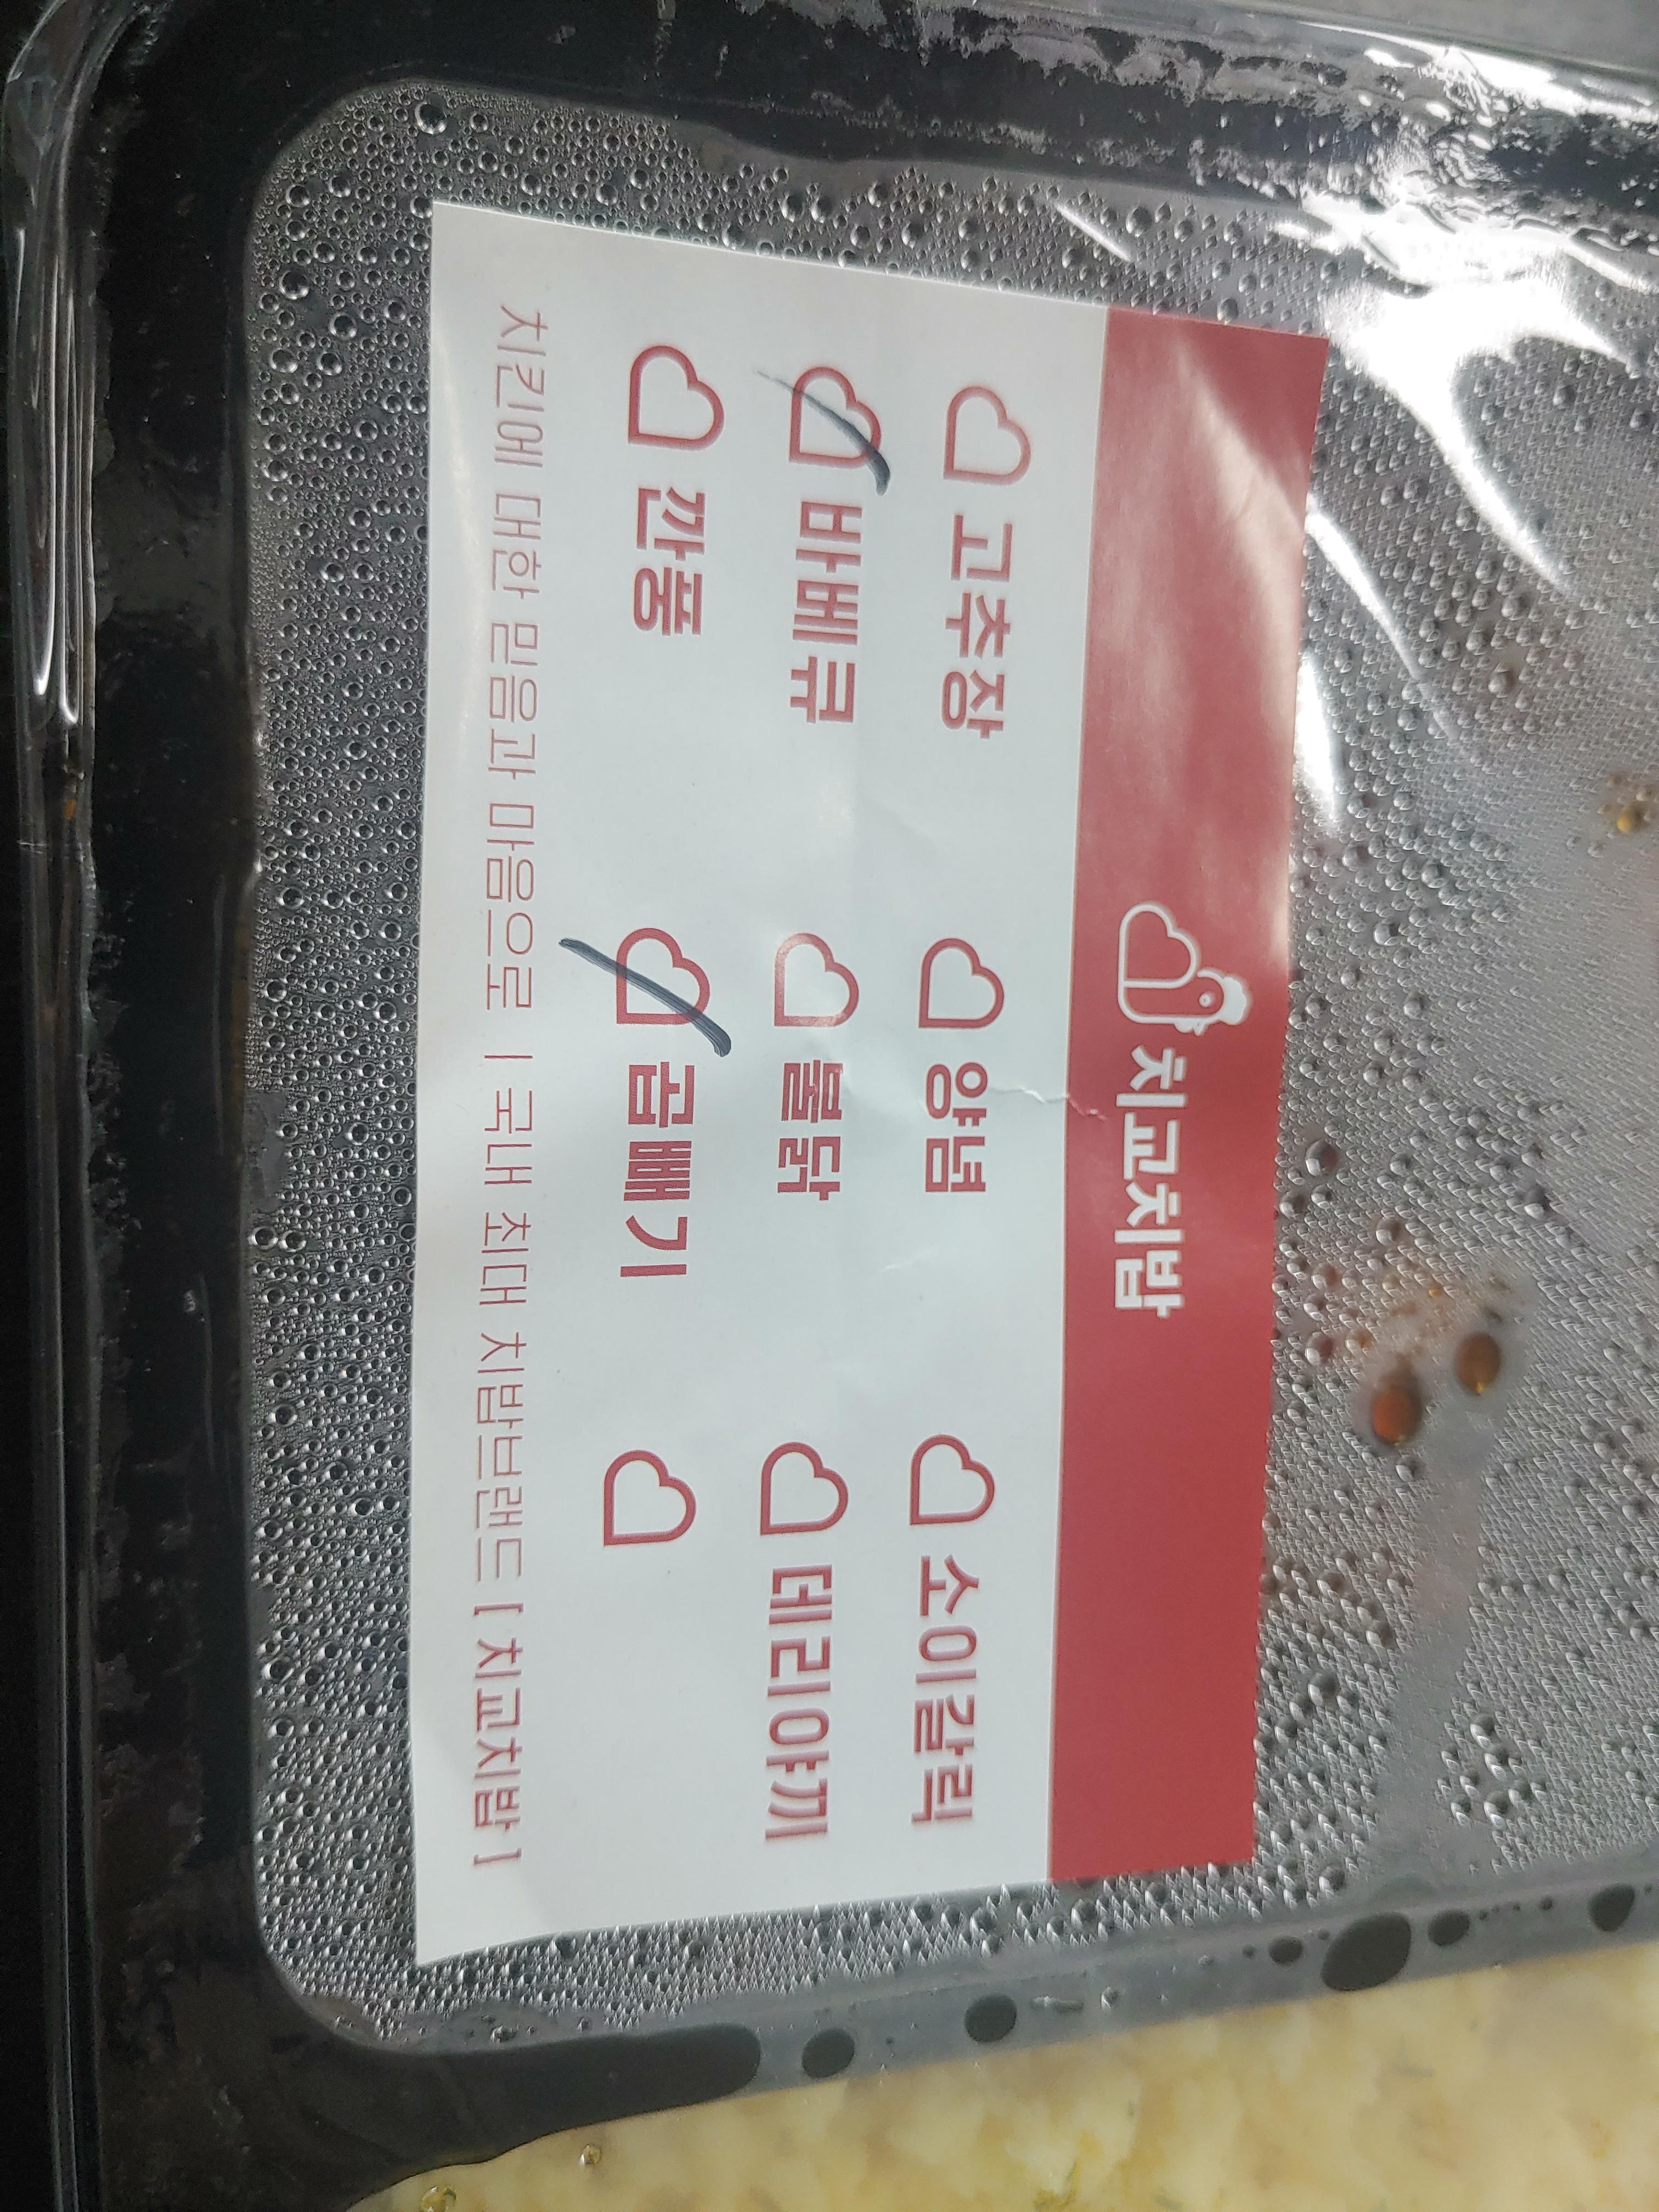 치교치밥
고추장 양념 소이갈릭
바베큐 불닭 데리야끼
깐풍 곱빼기
치킨에 대한 믿음과 마음으로 | 국내 최대 치밥브랜드 [ 치교치밥 ]